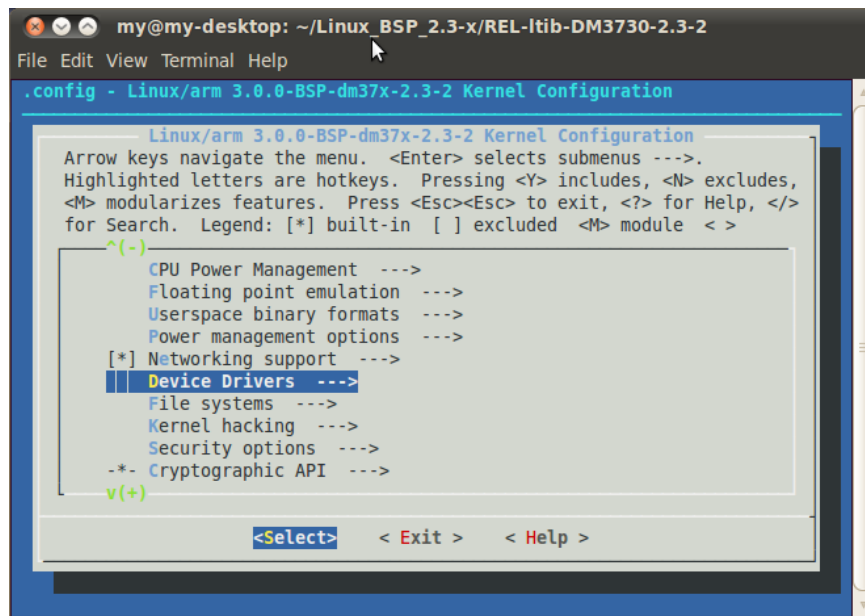 my@my-desktop: ~/Linux_BSP_2.3-x/REL-ltib-DM3730-2.3-2
File Edit View Terminal Help
.config - Linux/arm 3.0.0-BSP-dm37x-2.3-2 Kernel Configuration
Linux/arm 3.0.0-BSP-dm37x-2.3-2 Kernel Configuration
Arrow keys navigate the menu. <Enter> selects submenus --->.
Highlighted letters are hotkeys. Pressing <Y> includes, <N> excludes,
<M> modularizes features. Press <Esc><Esc> to exit, <?> for Help, </>
for Search. Legend: [*] built-in [ ] excluded <M> module < >
^(-)
CPU Power Management --->
Floating point emulation --->
Userspace binary formats --->
Power management options --->
[*] Networking support --->
Device Drivers --->
File systems --->
Kernel hacking --->
Security options --->
-*- Cryptographic API --->
v(+)
<Select> < Exit > < Help >